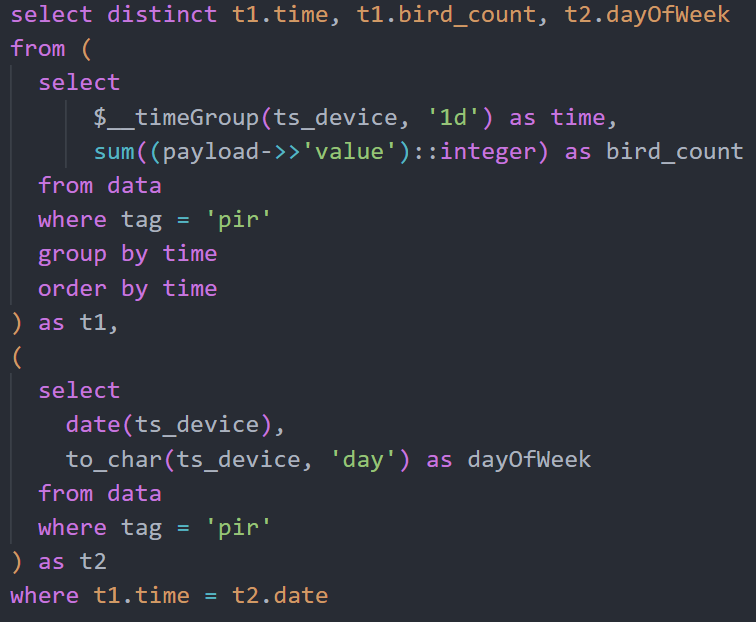 select distinct t1.time, t1.bird_count, t2.dayOfWeek
from (
select
$__timeGroup(ts_device, '1d') as time,
sum((payload->>'value')::integer) as bird_count
from data
where tag = 'pir'
group by time
order by time
) as t1,
(
select
date(ts_device),
to_char(ts_device, 'day') as dayOfWeek
from data
where tag = 'pir'
) as t2
where t1.time = t2.date